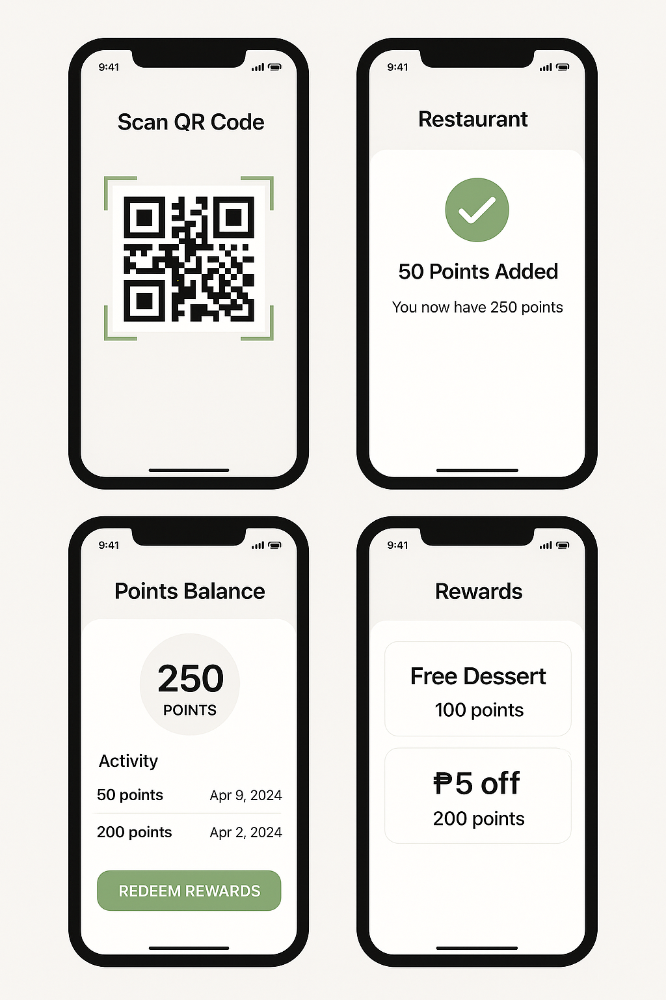 9:41
Scan QR Code
9:41
Restaurant
50 Points Added
You now have 250 points
9:41
Points Balance
250
POINTS
Activity
50 points Apr 9, 2024
200 points Apr 2, 2024
REDEEM REWARDS
9:41
Rewards
Free Dessert
100 points
₱5 off
200 points